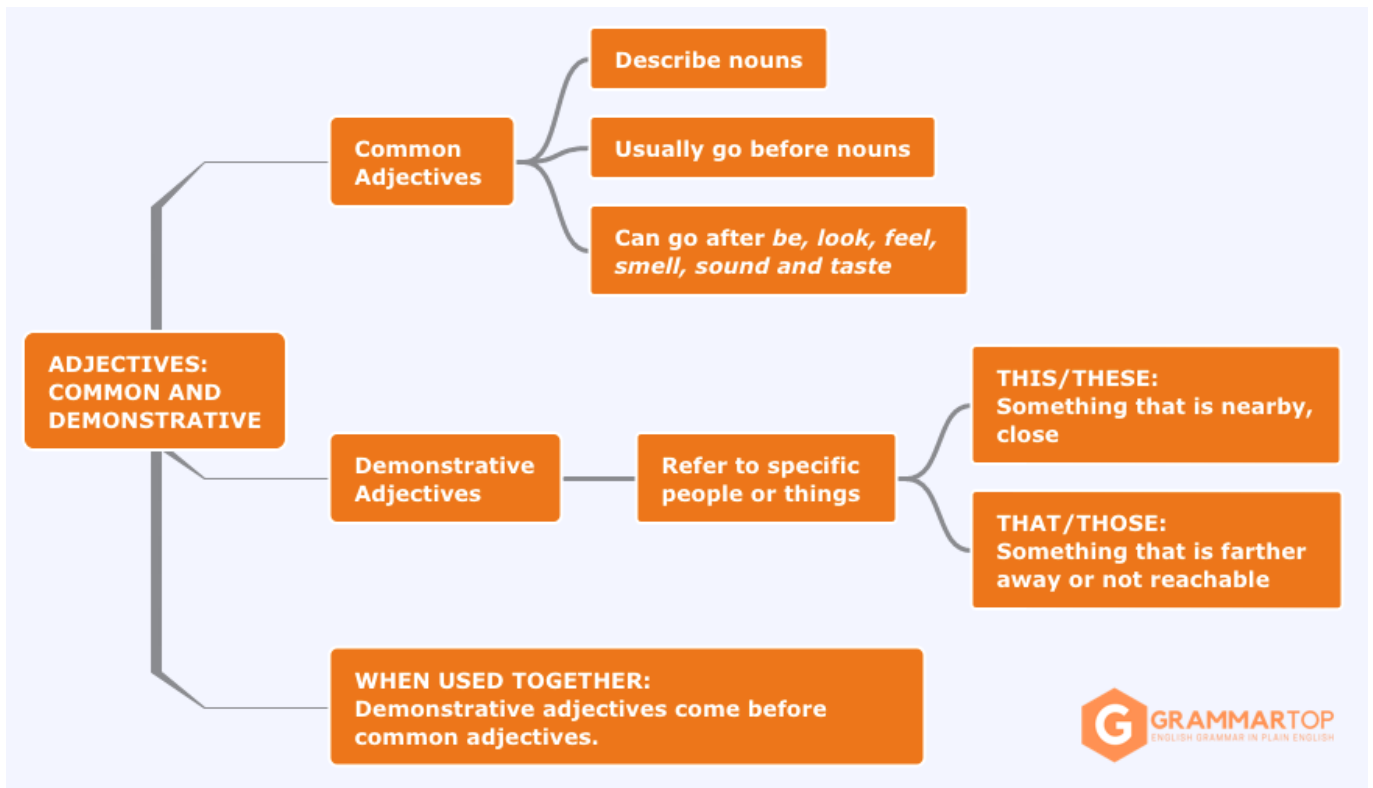 Describe nouns
Common
Adjectives
Usually go before nouns
Can go after be, look, feel,
smell, sound and taste
ADJECTIVES:
COMMON AND
DEMONSTRATIVE
Demonstrative
Adjectives
Refer to specific
people or things
THIS/THESE:
Something that is nearby,
close
THAT/THOSE:
Something that is farther
away or not reachable
WHEN USED TOGETHER:
Demonstrative adjectives come before
common adjectives.
G
GRAMMARTOP
ENGLISH GRAMMAR IN PLAIN ENGLISH